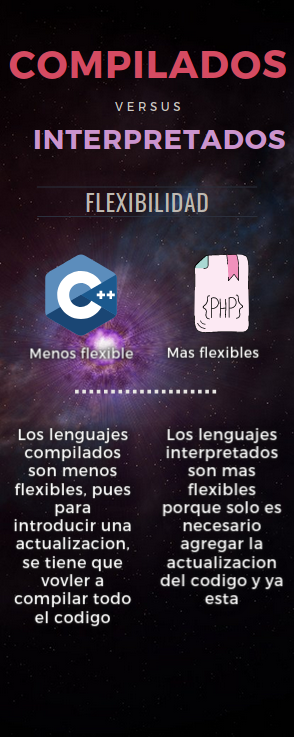 COMPILADOS
VERSUS
INTERPRETADOS
FLEXIBILIDAD
C++
{PHP}
Menos flexible
Mas flexibles
Los lenguajes
compilados
son menos
flexibles, pues
para
introducir una
actualizacion,
se tiene que
vovler a
compilar todo
el codigo
Los lenguajes
interpretados
son mas
flexibles
porque solo es
necesario
agregar la
actualizacion
del codigo y ya
esta